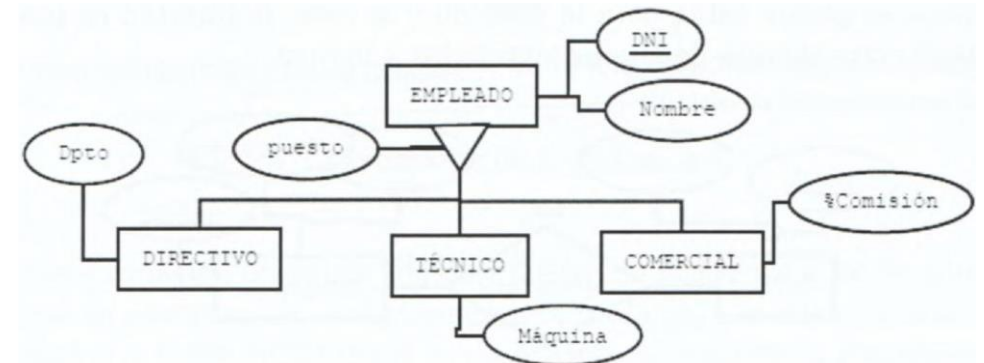 DNI
EMPLEADO
Nombre
Dpto
puesto
%Comisión
DIRECTIVO
TÉCNICO
COMERCIAL
Máquina